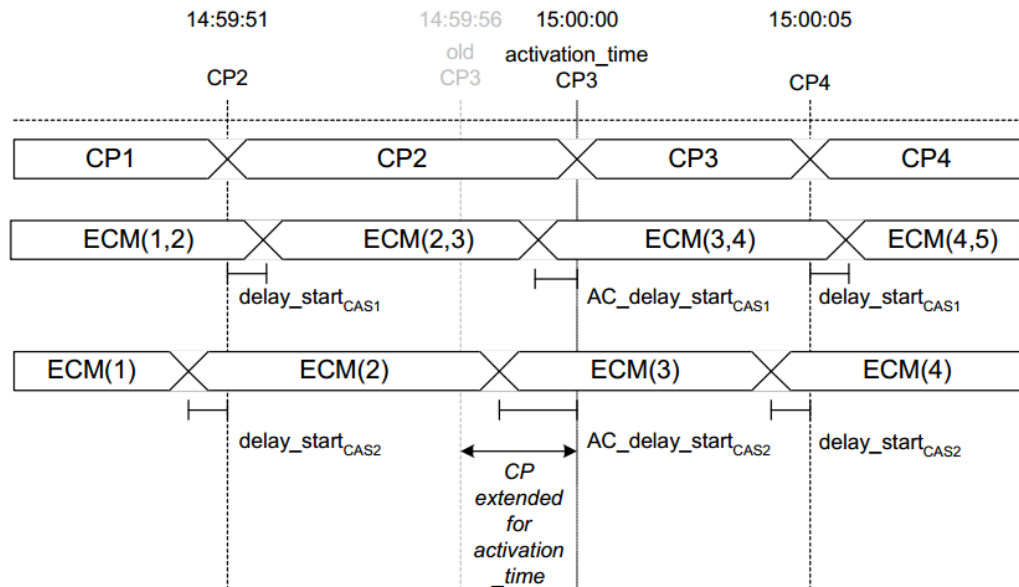 14:59:51 14:59:56 15:00:00 15:00:05
old activation_time
CP2 CP3 CP3 CP4
CP1 CP2 CP3 CP4
ECM(1,2) ECM(2,3) ECM(3,4) ECM(4,5)
delay_startCAS1 AC_delay_startCAS1 delay_startCAS1
ECM(1) ECM(2) ECM(3) ECM(4)
delay_startCAS2 AC_delay_startCAS2 delay_startCAS2
CP
extended
for
activation
_time